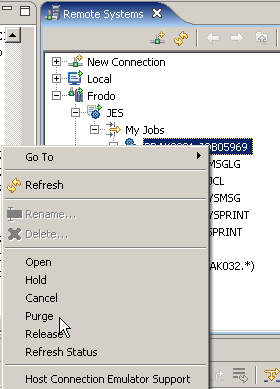 Remote Systems
New Connection
Local
Frodo
JES
My Jobs
JOB05969
Go To
MSGLG
Refresh
JCL
YSMSG
Rename...
YSPRINT
Delete...
SPRINT
Open
Hold
AK032.*)
Cancel
Purge
Release
Refresh Status
Host Connection Emulator Support